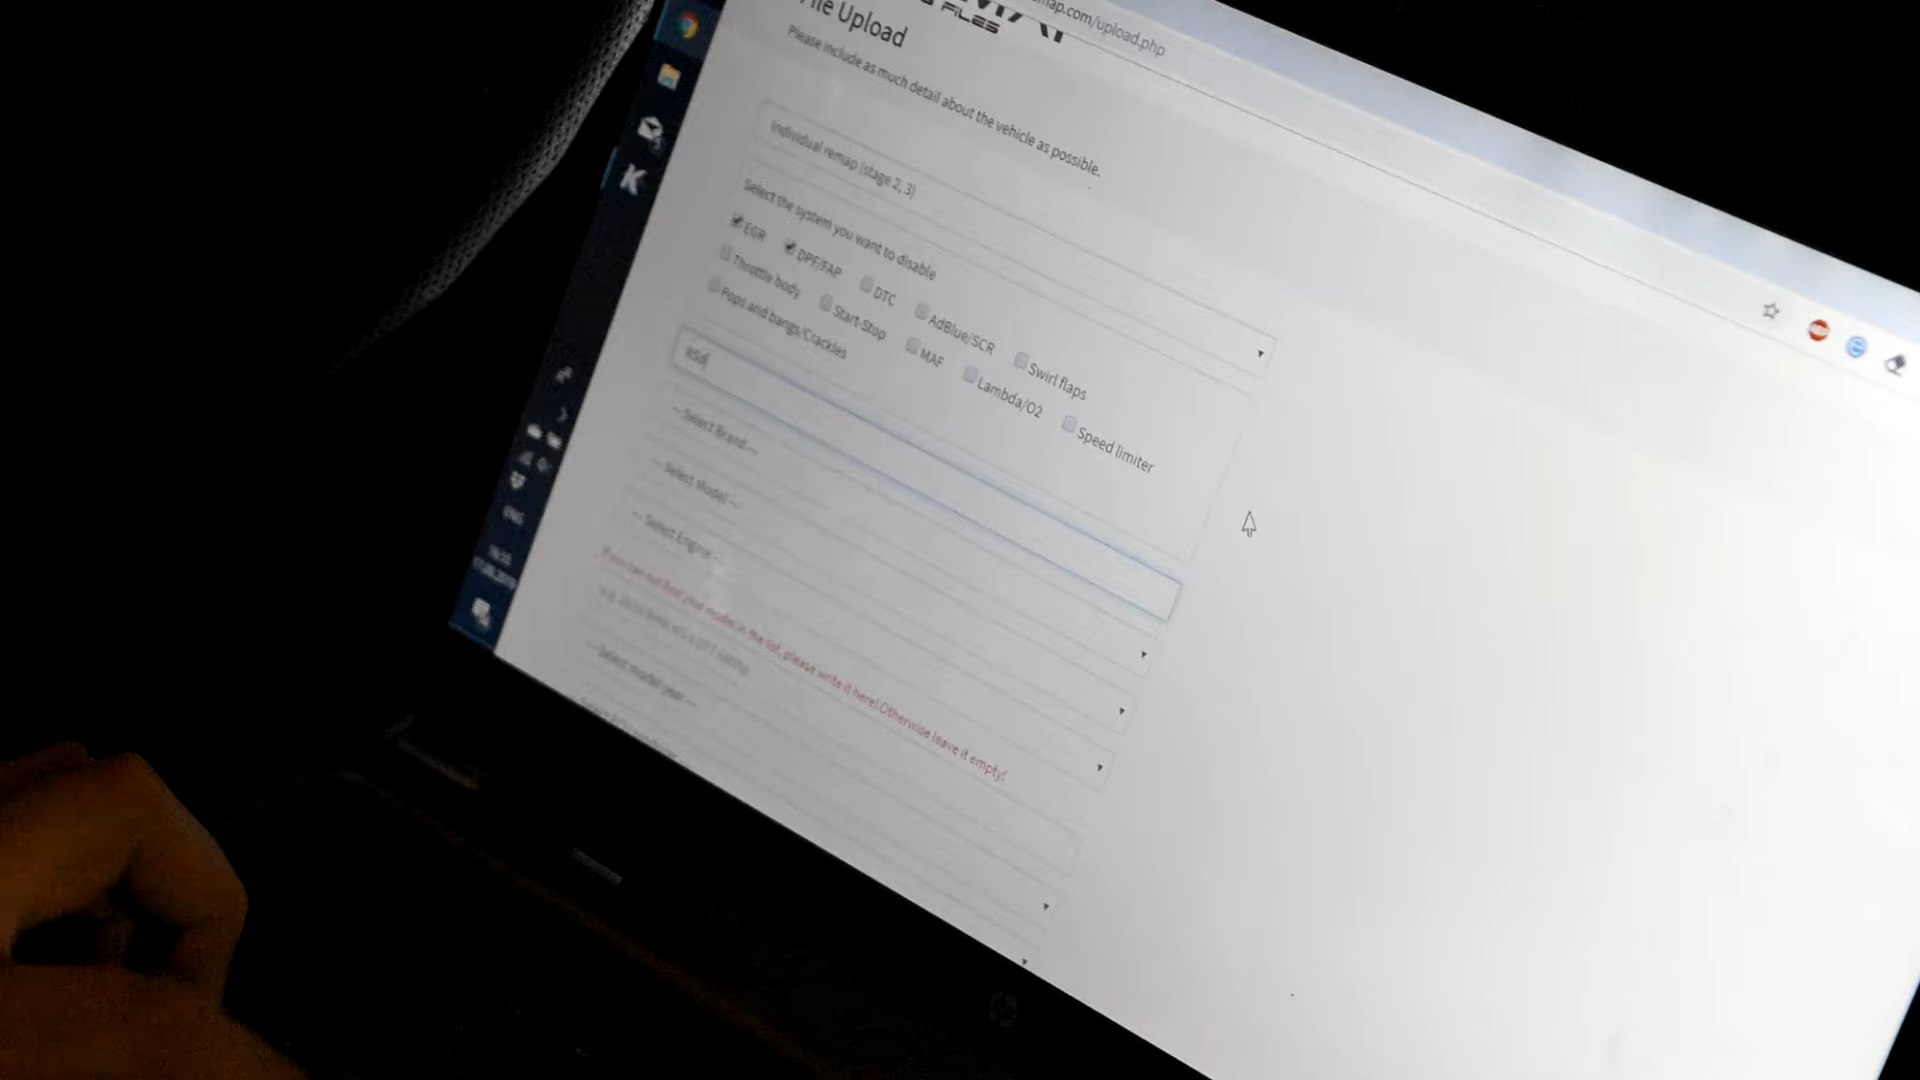 map.com/upload.php
FILES
File Upload
Please include as much detail about the vehicle as possible.
Individual remap (stage 2, 3)
Select the system you want to disable
EGR DPF/FAP DTC AdBlue/SCR Swirl flaps
Throttle body Start-Stop MAF Lambda/O2 Speed limiter
Pops and bangs/Crackles
asd
-- Select Brand --
-- Select Model --
-- Select Engine --
If you can not find your model in the list, please write it here! Otherwise leave it empty!
-- Select model year --
ENG
hp